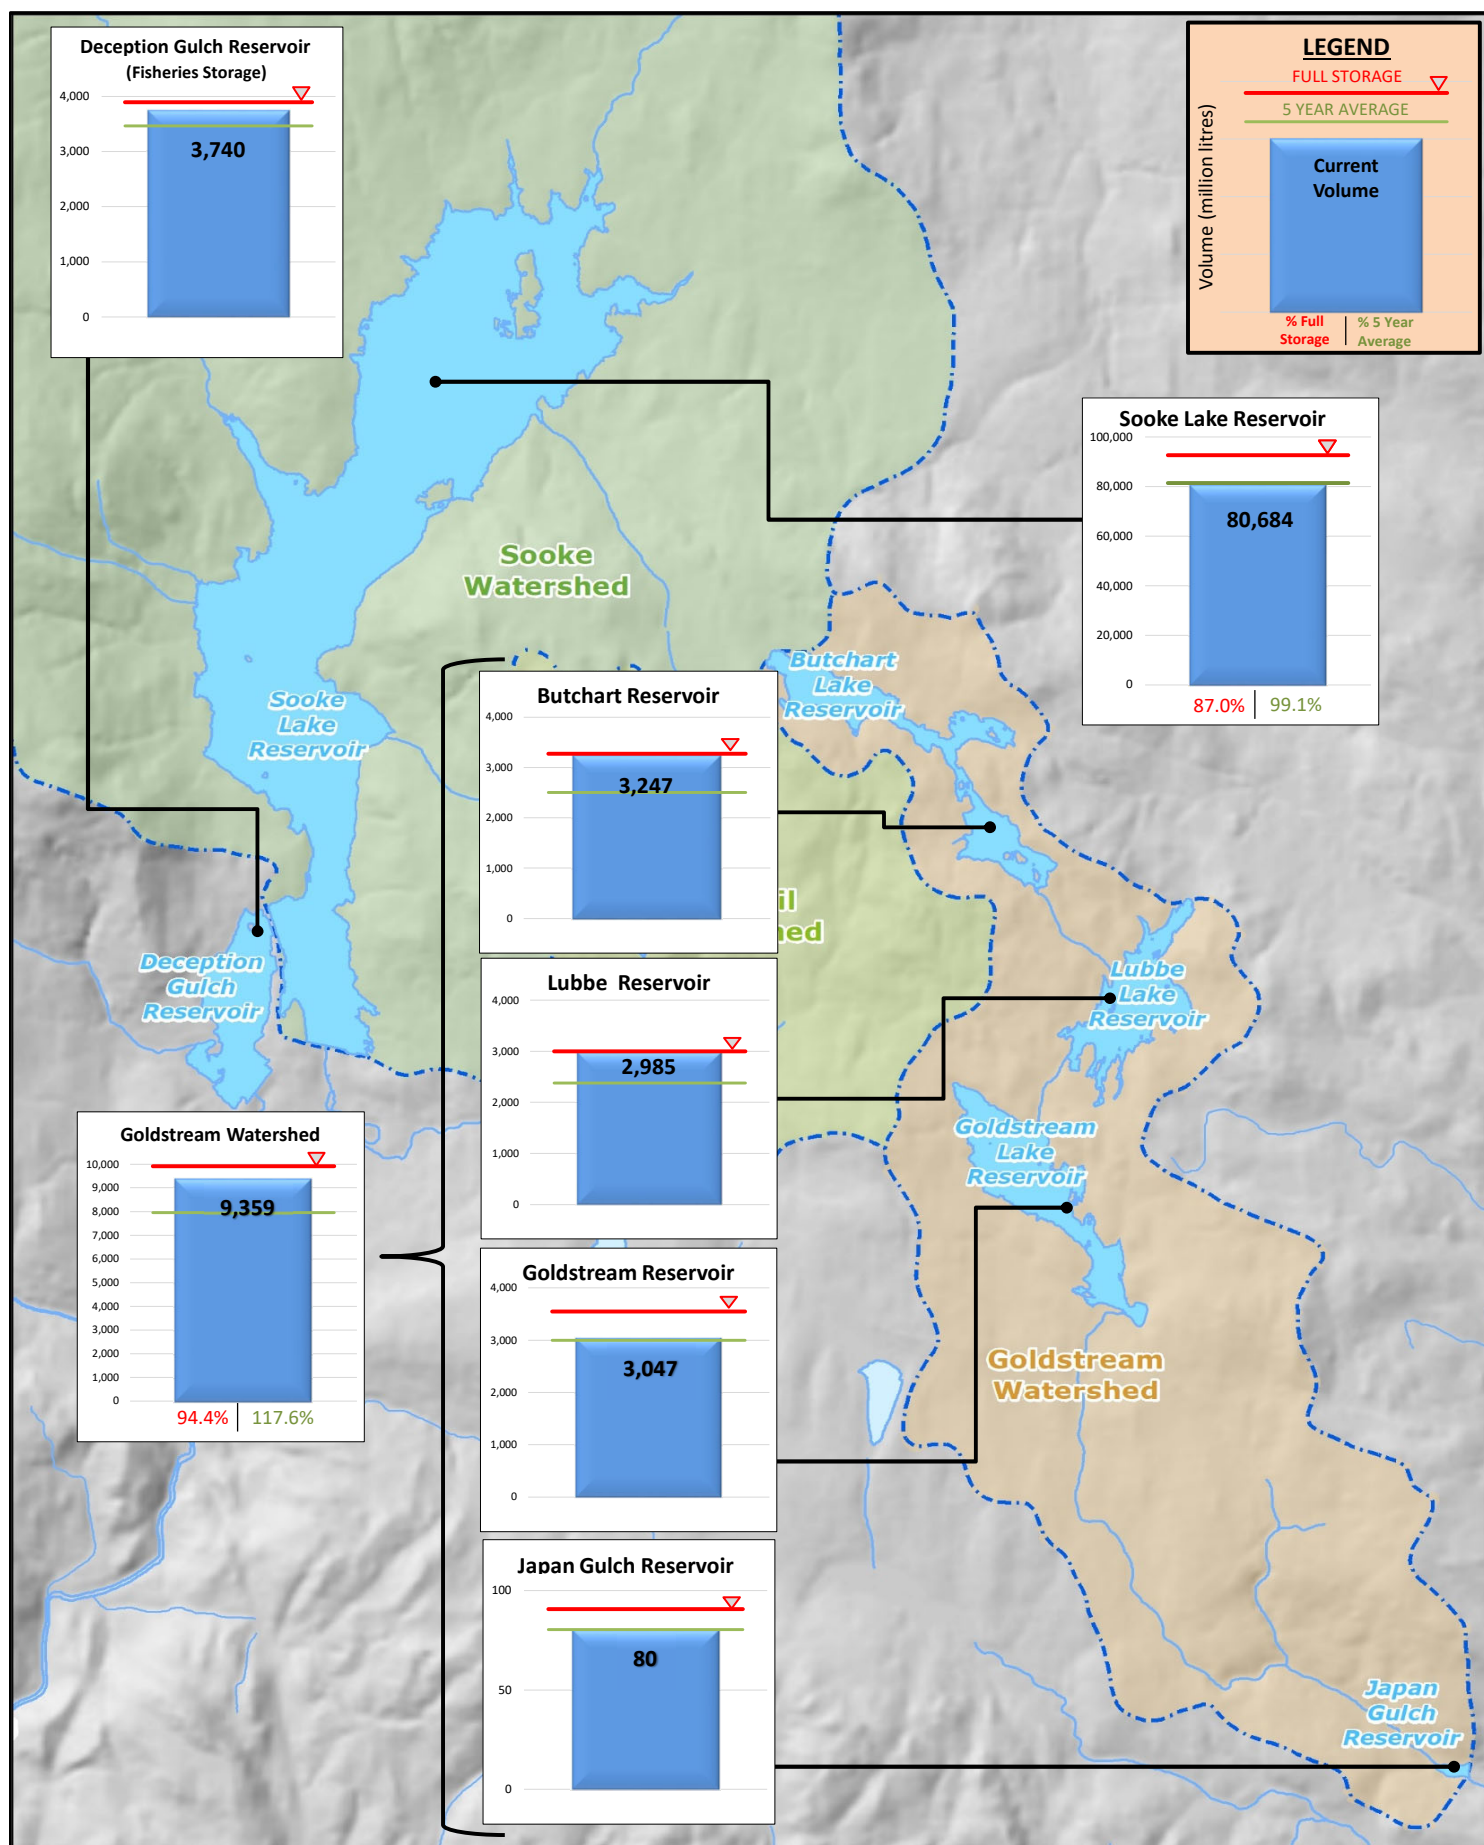 Deception Gulch Reservoir
(Fisheries Storage)
4,000
3,000
2,000
1,000
0
3,740
LEGEND
FULL STORAGE
5 YEAR AVERAGE
Volume (million litres)
Current
Volume
% Full
Storage
% 5 Year
Average
Sooke Lake Reservoir
100,000
80,000
60,000
40,000
20,000
0
80,684
87.0%
99.1%
Sooke
Watershed
Sooke
Lake
Reservoir
Butchart
Lake
Reservoir
Butchart Reservoir
4,000
3,000
2,000
1,000
0
3,247
il
ed
Deception
Gulch
Reservoir
Lubbe Reservoir
4,000
3,000
2,000
1,000
0
2,985
Lubbe
Lake
Reservoir
Goldstream
Lake
Reservoir
Goldstream Watershed
10,000
9,000
8,000
7,000
6,000
5,000
4,000
3,000
2,000
1,000
0
9,359
94.4%
117.6%
Goldstream Reservoir
4,000
3,000
2,000
1,000
0
3,047
Goldstream
Watershed
Japan Gulch Reservoir
100
50
0
80
Japan
Gulch
Reservoir